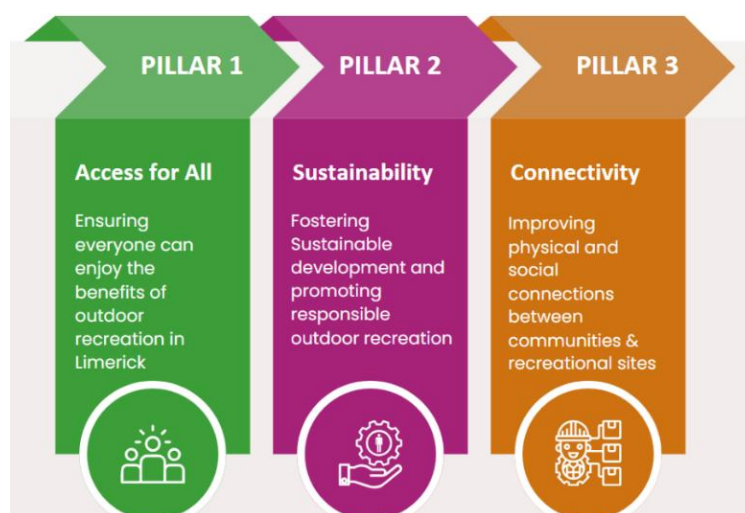 PILLAR 1
Access for All
Ensuring
everyone can
enjoy the
benefits of
outdoor
recreation in
Limerick
PILLAR 2
Sustainability
Fostering
Sustainable
development and
promoting
responsible
outdoor recreation
PILLAR 3
Connectivity
Improving
physical and
social
connections
between
communities &
recreational sites